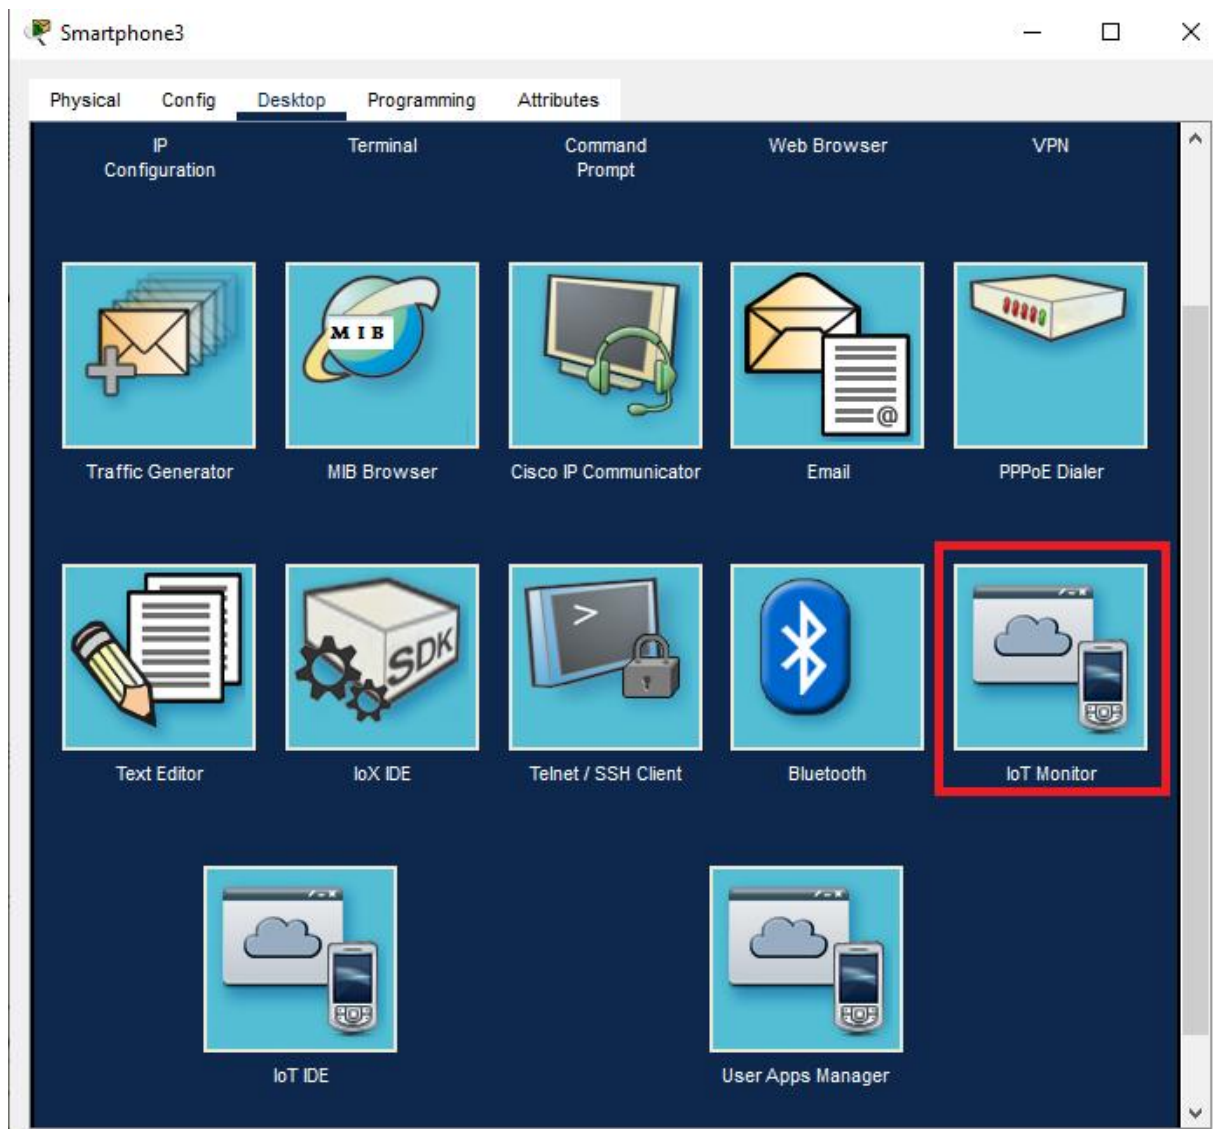 Smartphone3
Physical Config Desktop Programming Attributes
IP Configuration Terminal Command Prompt Web Browser VPN
MIB
@
Traffic Generator MIB Browser Cisco IP Communicator Email PPPoE Dialer
>
SDK
Text Editor IoX IDE Telnet / SSH Client Bluetooth IoT Monitor
IoT IDE User Apps Manager